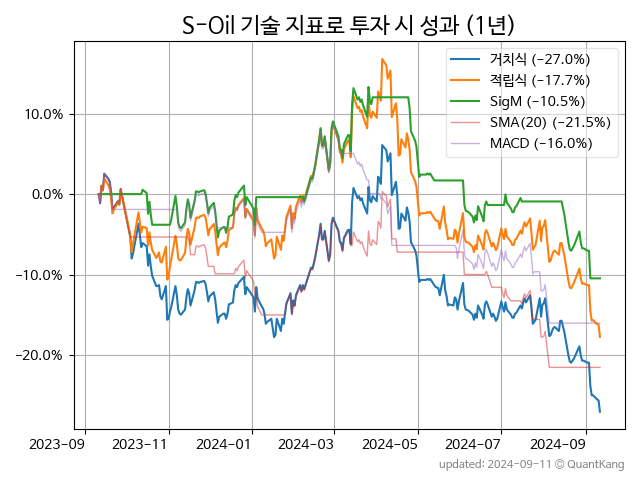 S-Oil 기술 지표로 투자 시 성과 (1년)
거치식 (-27.0%)
적립식 (-17.7%)
SigM (-10.5%)
SMA(20) (-21.5%)
MACD (-16.0%)
10.0%
0.0%
-10.0%
-20.0%
2023-09 2023-11 2024-01 2024-03 2024-05 2024-07 2024-09
updated: 2024-09-11 © QuantKang